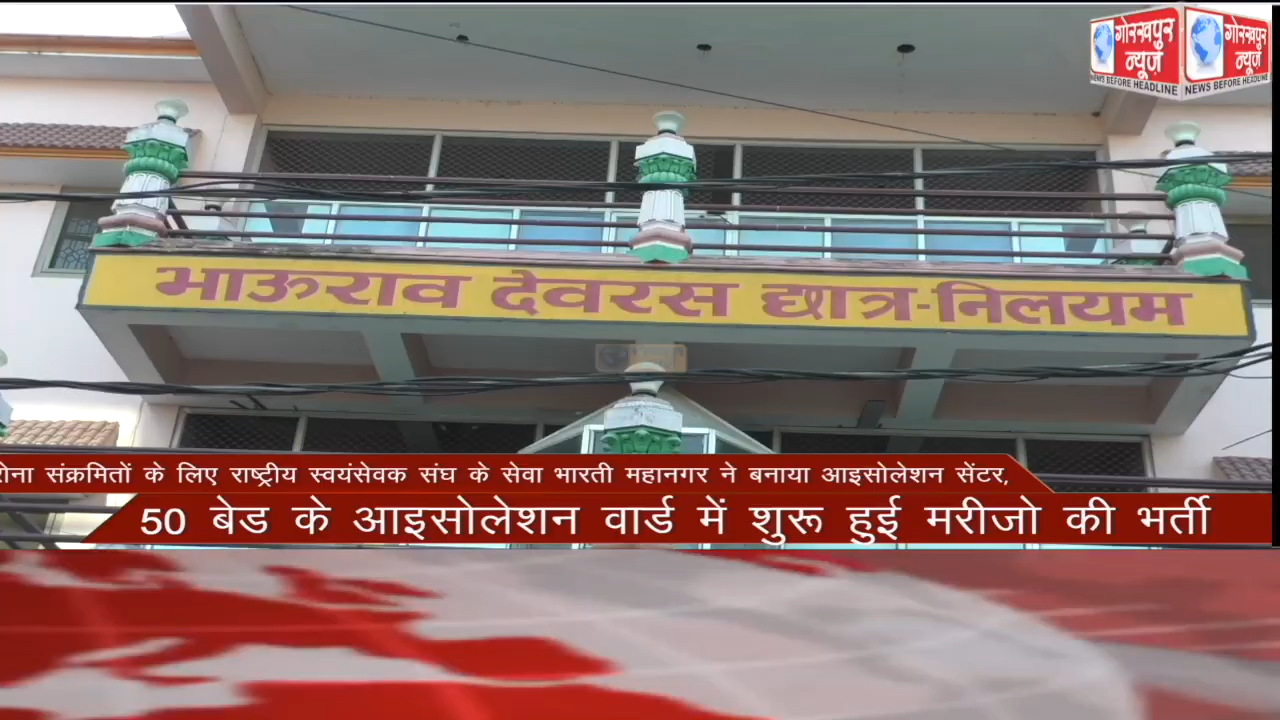 गोरखपुर
न्यूज़
NEWS BEFORE HEADLINE
गोरखपुर
न्यूज़
NEWS BEFORE HEADLINE
भाऊराव देवरस छात्र-निलयम
संक्रमितों के लिए राष्ट्रीय स्वयंसेवक संघ के सेवा भारती महानगर ने बनाया आइसोलेशन सेंटर,
50 बेड के आइसोलेशन वार्ड में शुरू हुई मरीजो की भर्ती